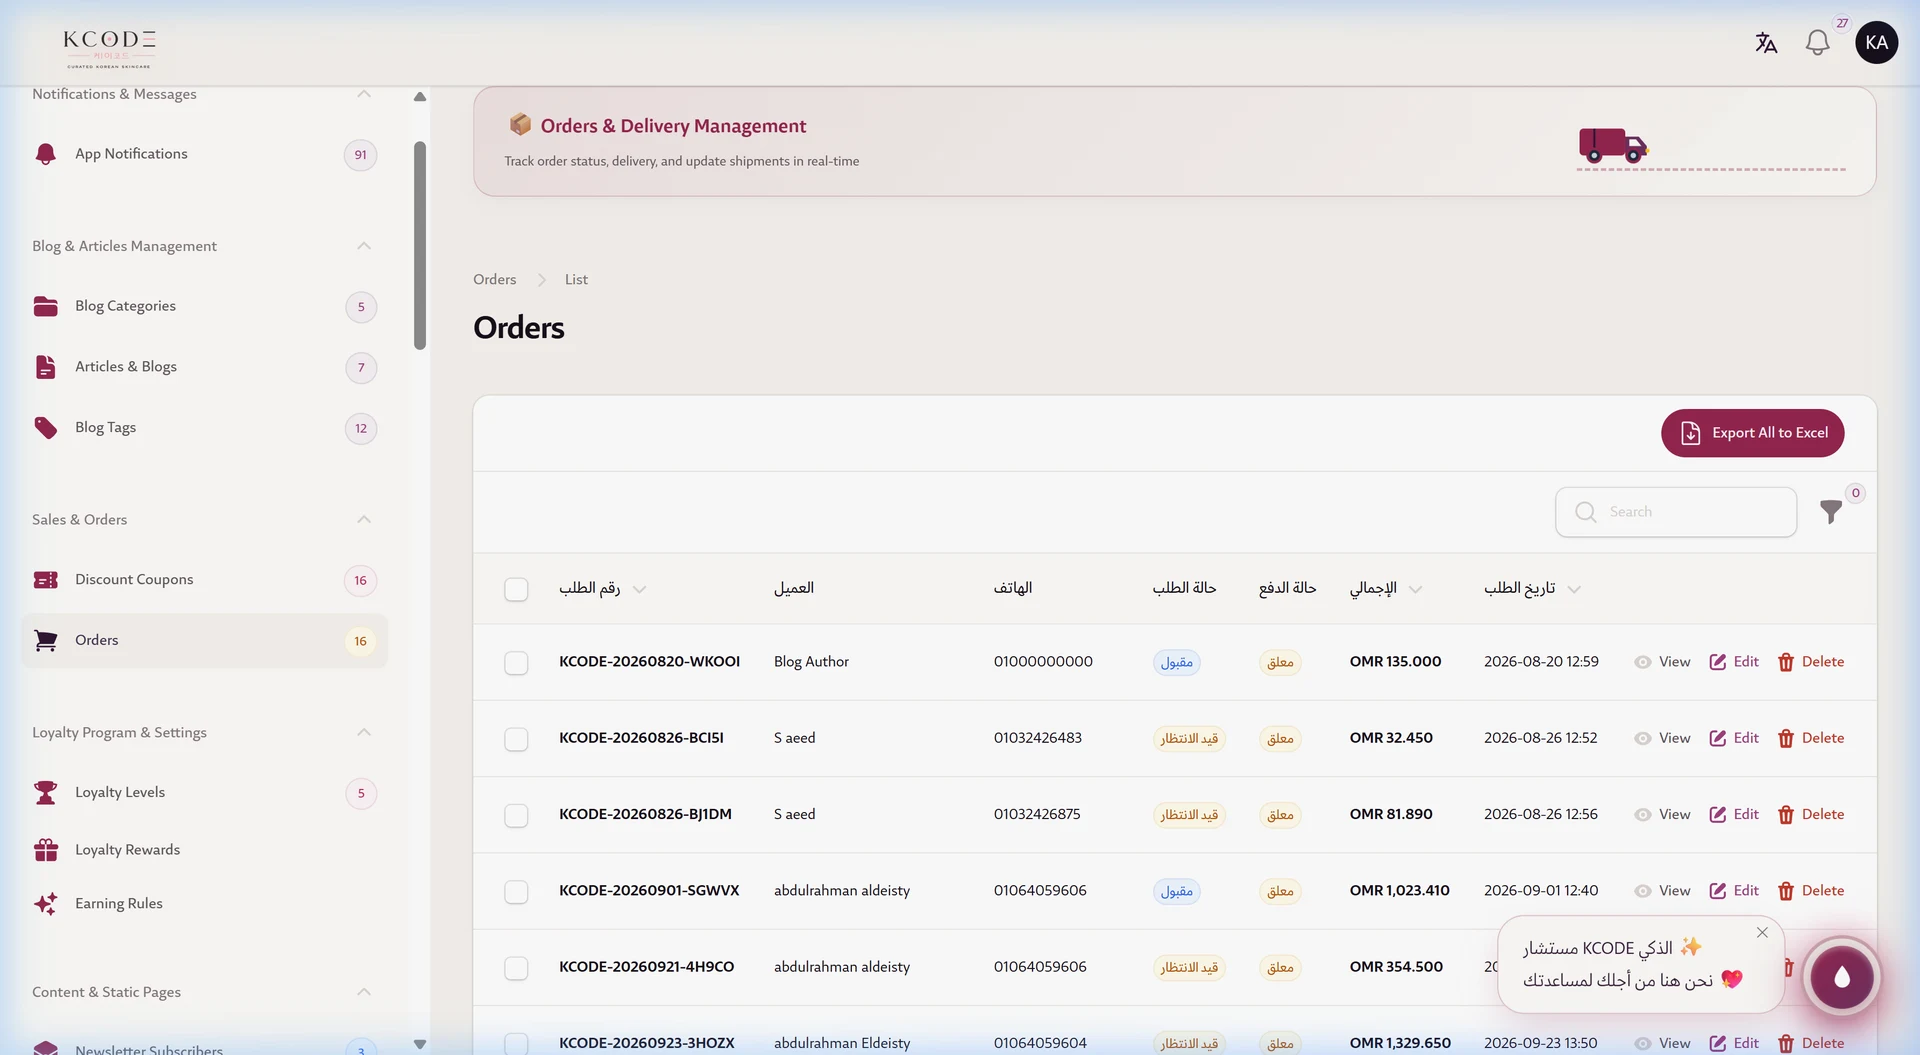 KCODE
케이코드
CURATED KOREAN SKINCARE
27
KA
Notifications & Messages
App Notifications 91
Blog & Articles Management
Blog Categories 5
Articles & Blogs 7
Blog Tags 12
Sales & Orders
Discount Coupons 16
Orders 16
Loyalty Program & Settings
Loyalty Levels 5
Loyalty Rewards
Earning Rules
Content & Static Pages
Newsletter Subscribers 3
📦 Orders & Delivery Management
Track order status, delivery, and update shipments in real-time
Orders List
Orders
Export All to Excel
Search 0
رقم الطلب العميل الهاتف حالة الطلب حالة الدفع الإجمالي تاريخ الطلب
KCODE-20260820-WKOOI Blog Author 01000000000 مقبول معلق OMR 135.000 2026-08-20 12:59 View Edit Delete
KCODE-20260826-BCI5I S aeed 01032426483 قيد الانتظار معلق OMR 32.450 2026-08-26 12:52 View Edit Delete
KCODE-20260826-BJ1DM S aeed 01032426875 قيد الانتظار معلق OMR 81.890 2026-08-26 12:56 View Edit Delete
KCODE-20260901-SGWVX abdulrahman aldeisty 01064059606 مقبول معلق OMR 1,023.410 2026-09-01 12:40 View Edit Delete
KCODE-20260921-4H9CO abdulrahman aldeisty 01064059606 قيد الانتظار معلق OMR 354.500 20
KCODE-20260923-3HOZX abdulrahman Eldeisty 01064059604 قيد الانتظار معلق OMR 1,329.650 2026-09-23 13:50 View Edit Delete
مستشار KCODE الذكي ✨
نحن هنا من أجلك لمساعدتك 💖